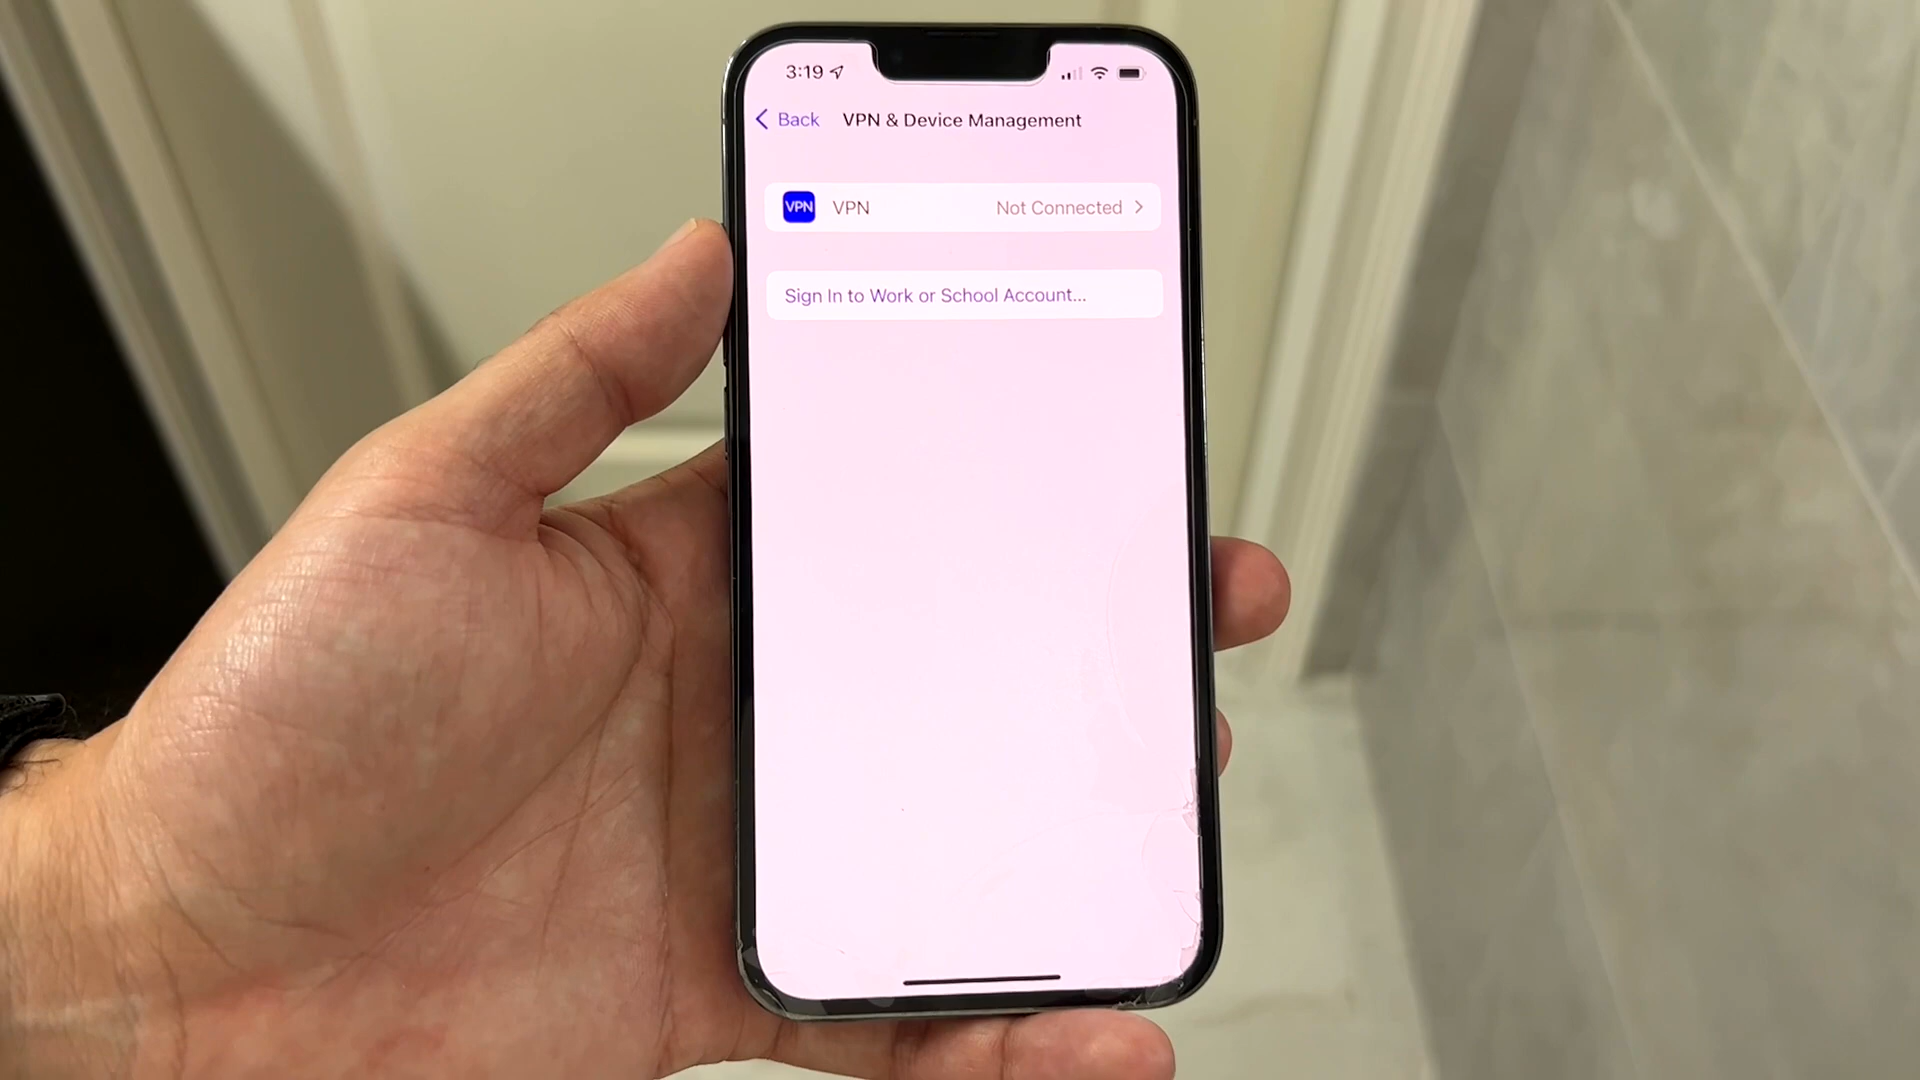 3:19
Back VPN & Device Management
VPN VPN Not Connected
Sign In to Work or School Account...